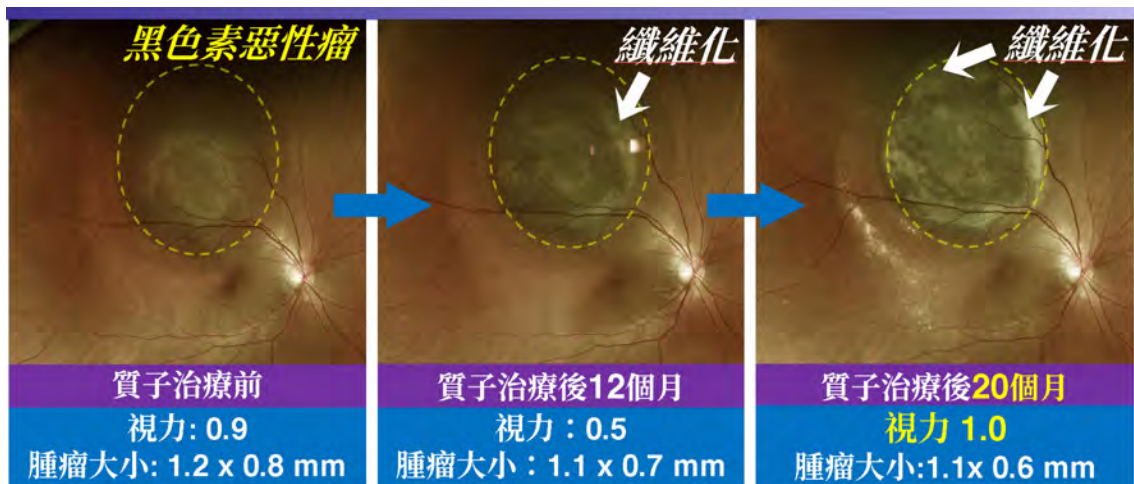 黑色素惡性瘤
纖維化
纖維化
質子治療前
質子治療後12個月
質子治療後20個月
視力: 0.9
腫瘤大小: 1.2 x 0.8 mm
視力：0.5
腫瘤大小：1.1 x 0.7 mm
視力 1.0
腫瘤大小:1.1x 0.6 mm